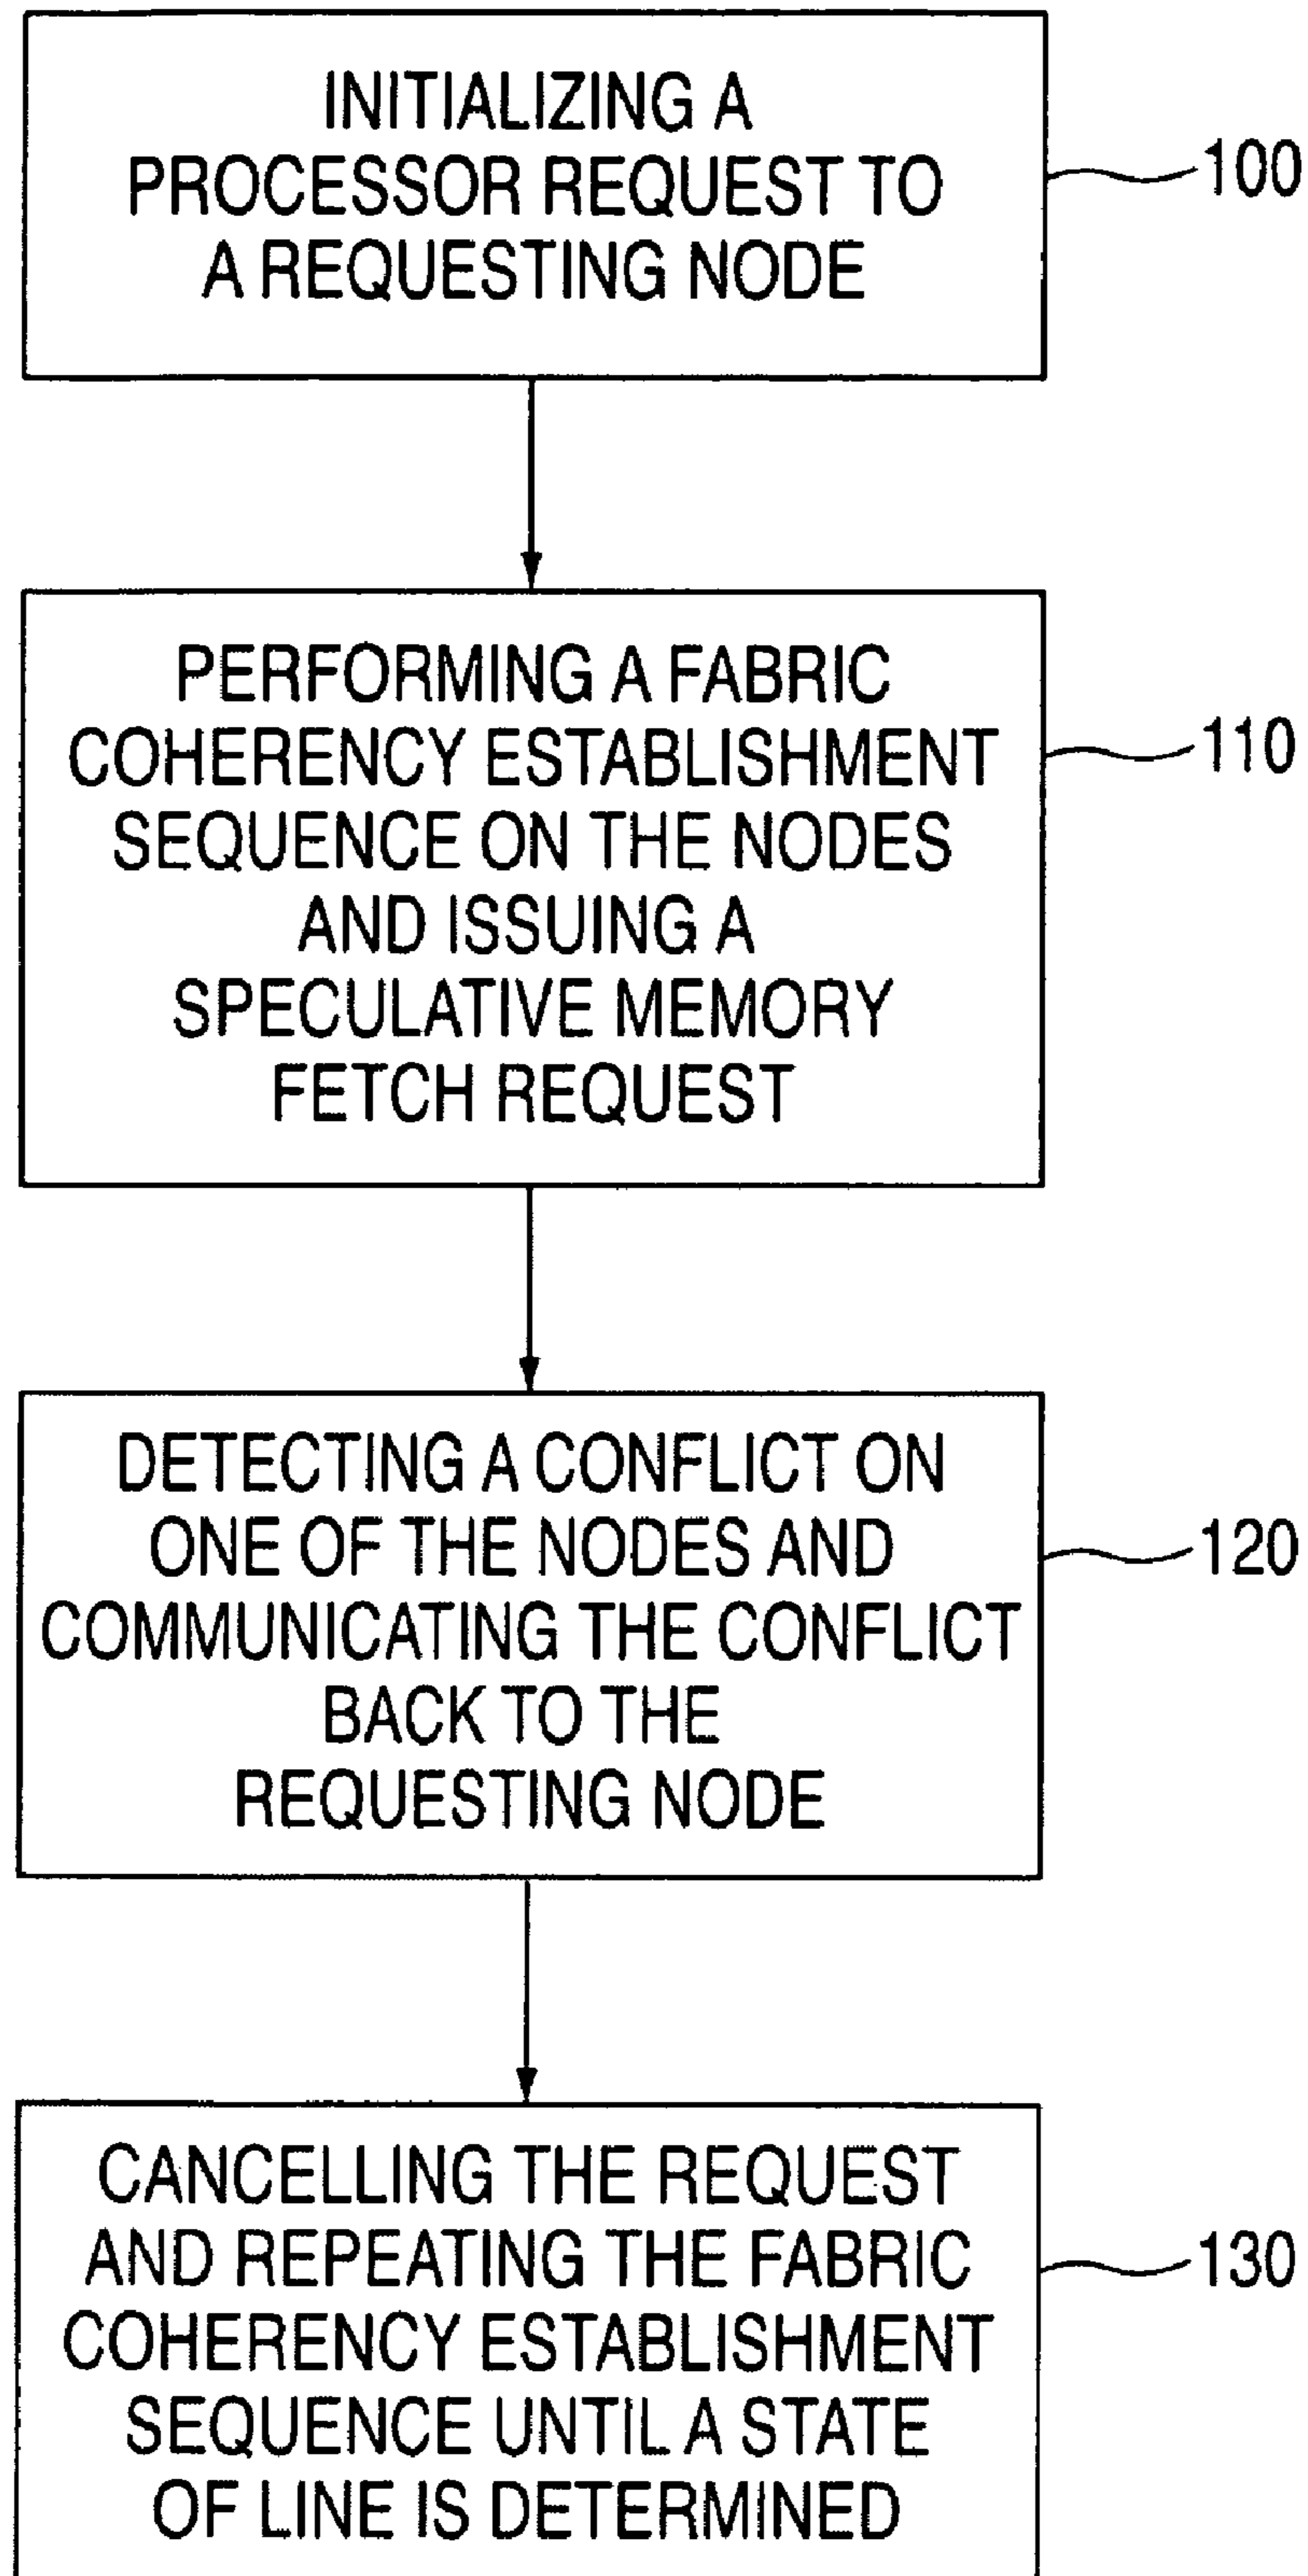 INITIALIZING A
PROCESSOR REQUEST TO
A REQUESTING NODE
100
PERFORMING A FABRIC
COHERENCY ESTABLISHMENT
SEQUENCE ON THE NODES
AND ISSUING A
SPECULATIVE MEMORY
FETCH REQUEST
110
DETECTING A CONFLICT ON
ONE OF THE NODES AND
COMMUNICATING THE CONFLICT
BACK TO THE
REQUESTING NODE
120
CANCELLING THE REQUEST
AND REPEATING THE FABRIC
COHERENCY ESTABLISHMENT
SEQUENCE UNTIL A STATE
OF LINE IS DETERMINED
130